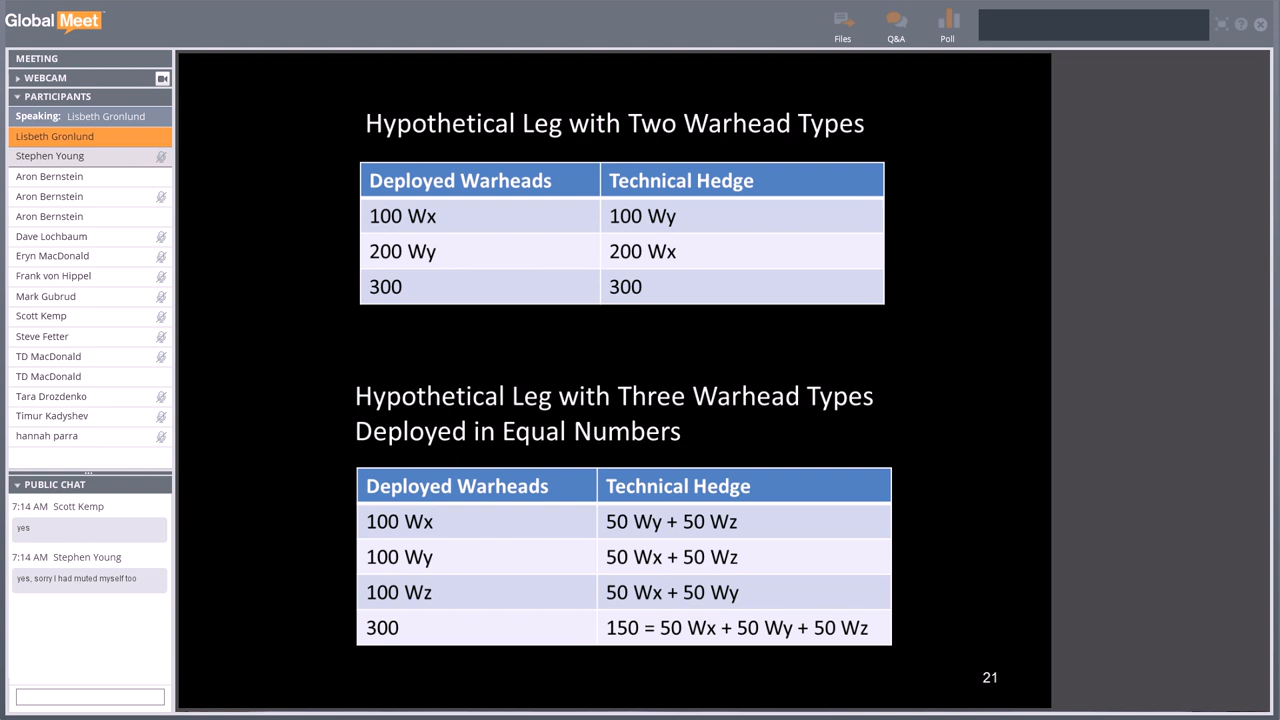 Global Meet
Files
Q&A
Poll
MEETING
WEBCAM
PARTICIPANTS
Speaking: Lisbeth Gronlund
Lisbeth Gronlund
Stephen Young
Aron Bernstein
Aron Bernstein
Aron Bernstein
Dave Lochbaum
Eryn MacDonald
Frank von Hippel
Mark Gubrud
Scott Kemp
Steve Fetter
TD MacDonald
TD MacDonald
Tara Drozdenko
Timur Kadyshev
hannah parra
PUBLIC CHAT
7:14 AM Scott Kemp
yes
7:14 AM Stephen Young
yes, sorry I had muted myself too
Hypothetical Leg with Two Warhead Types
Deployed Warheads Technical Hedge
100 Wx 100 Wy
200 Wy 200 Wx
300 300
Hypothetical Leg with Three Warhead Types
Deployed in Equal Numbers
Deployed Warheads Technical Hedge
100 Wx 50 Wy + 50 Wz
100 Wy 50 Wx + 50 Wz
100 Wz 50 Wx + 50 Wy
300 150 = 50 Wx + 50 Wy + 50 Wz
21